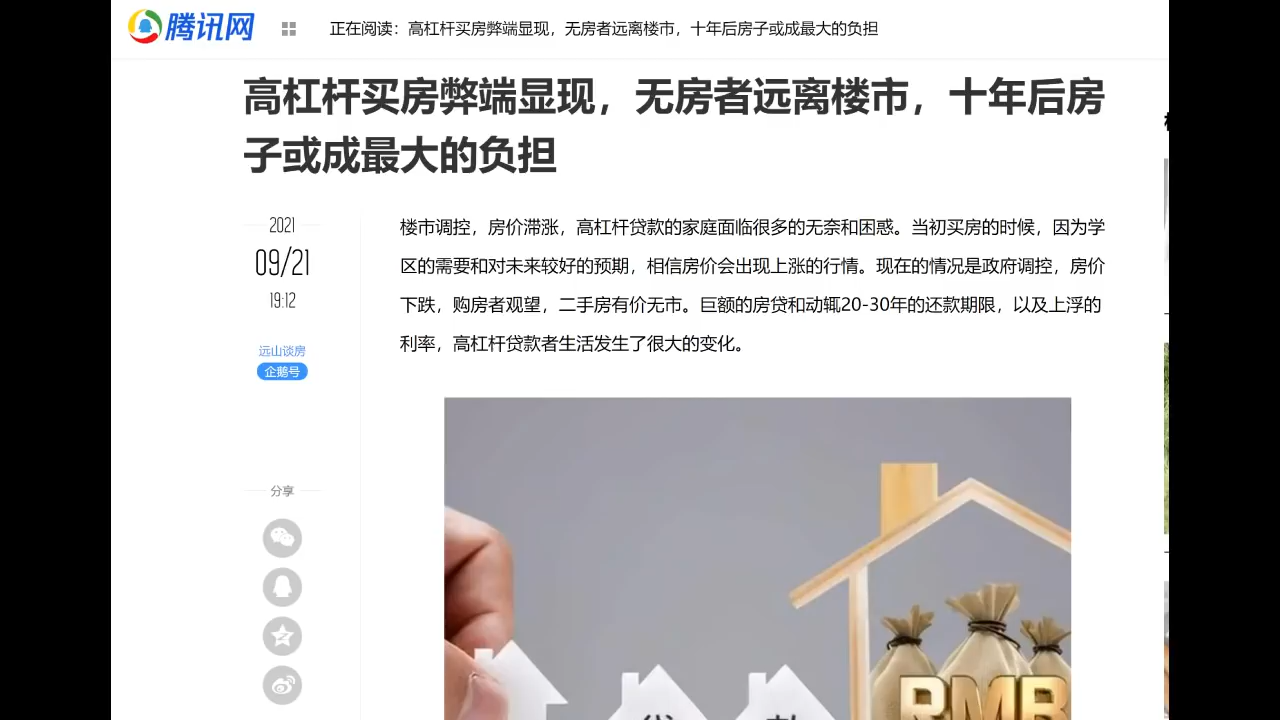 腾讯网
正在阅读：高杠杆买房弊端显现，无房者远离楼市，十年后房子或成最大的负担
高杠杆买房弊端显现，无房者远离楼市，十年后房
子或成最大的负担
2021
09/21
19:12
远山谈房
企鹅号
分享
楼市调控，房价滞涨，高杠杆贷款的家庭面临很多的无奈和困惑。当初买房的时候，因为学
区的需要和对未来较好的预期，相信房价会出现上涨的行情。现在的情况是政府调控，房价
下跌，购房者观望，二手房有价无市。巨额的房贷和动辄20-30年的还款期限，以及上浮的
利率，高杠杆贷款者生活发生了很大的变化。
RMB